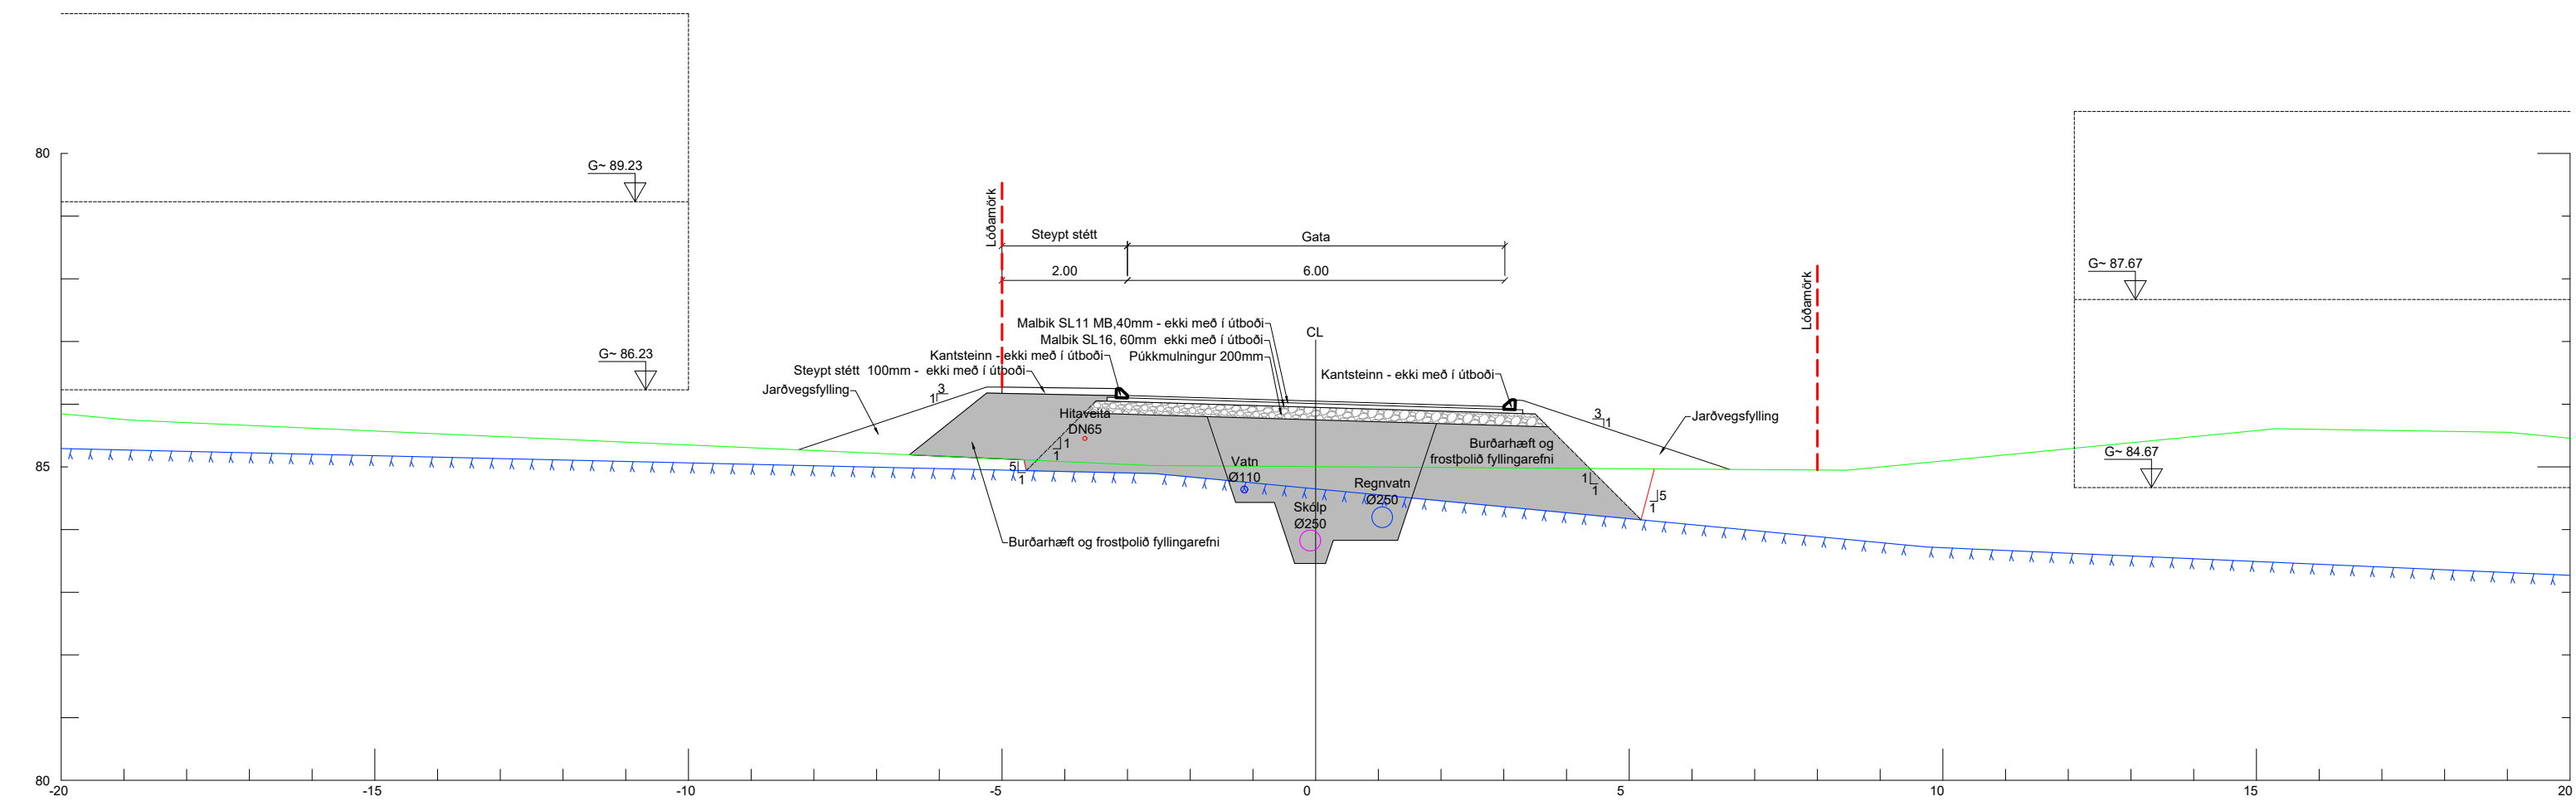 80
G~ 89.23
G~ 86.23
Lóðamörk
Steypt stétt
Gata
2.00
6.00
Lóðamörk
G~ 87.67
G~ 84.67
CL
Malbik SL11 MB,40mm - ekki með í útboði
Malbik SL16, 60mm ekki með í útboði
Púkkmulningur 200mm
Kantsteinn - ekki með í útboði
Steypt stétt 100mm - ekki með í útboði
Jarðvegsfylling
3
1
Kantsteinn - ekki með í útboði
3
1
Jarðvegsfylling
Hitaveita
DN65
1
1
5
1
Vatn
Ø110
Skólp
Ø250
Regnvatn
Ø250
Burðarhæft og
frostþolið fyllingarefni
1
1
5
1
Burðarhæft og frostþolið fyllingarefni
85
80
-20
-15
-10
-5
0
5
10
15
20